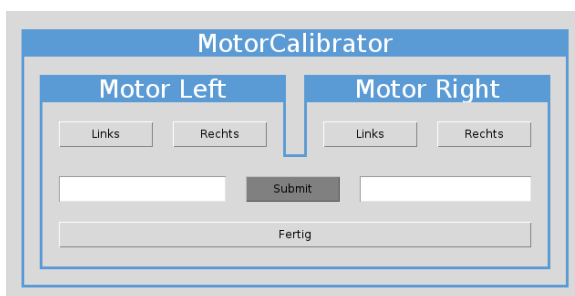 MotorCalibrator
Motor Left Motor Right
Links Rechts Links Rechts
Submit
Fertig